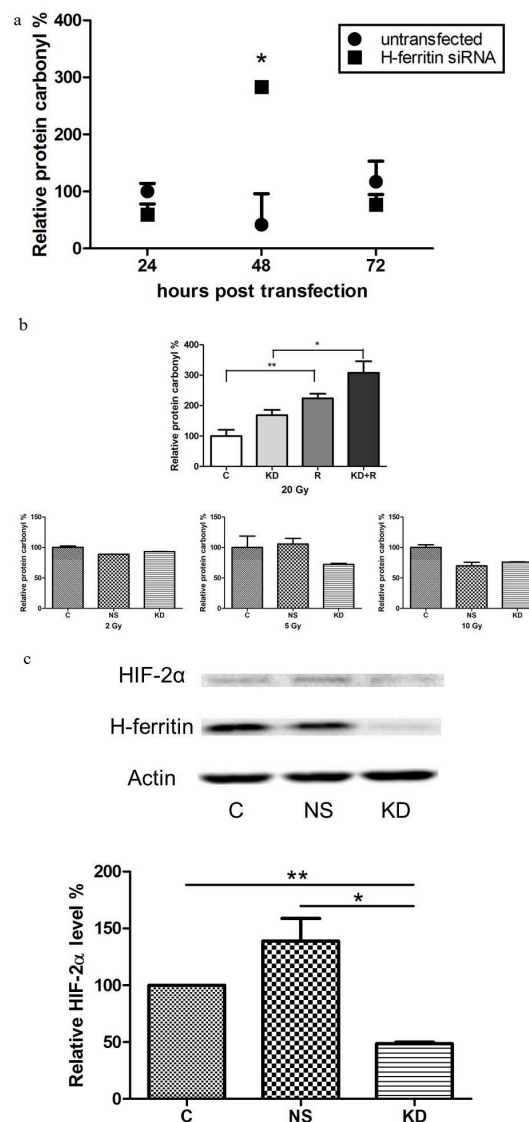 a
Relative protein carbonyl %
400
300
200
100
0
*
untransfected
H-ferritin siRNA
24 48 72
hours post transfection
b
Relative protein carbonyl %
400
300
200
100
0
** *
C KD R KD+R
20 Gy
Relative protein carbonyl %
150
100
50
0
C NS KD
2 Gy
Relative protein carbonyl %
150
100
50
0
C NS KD
5 Gy
Relative protein carbonyl %
150
100
50
0
C NS KD
10 Gy
c
HIF-2α
H-ferritin
Actin
C NS KD
Relative HIF-2α level %
200
150
100
50
0
**
*
C NS KD